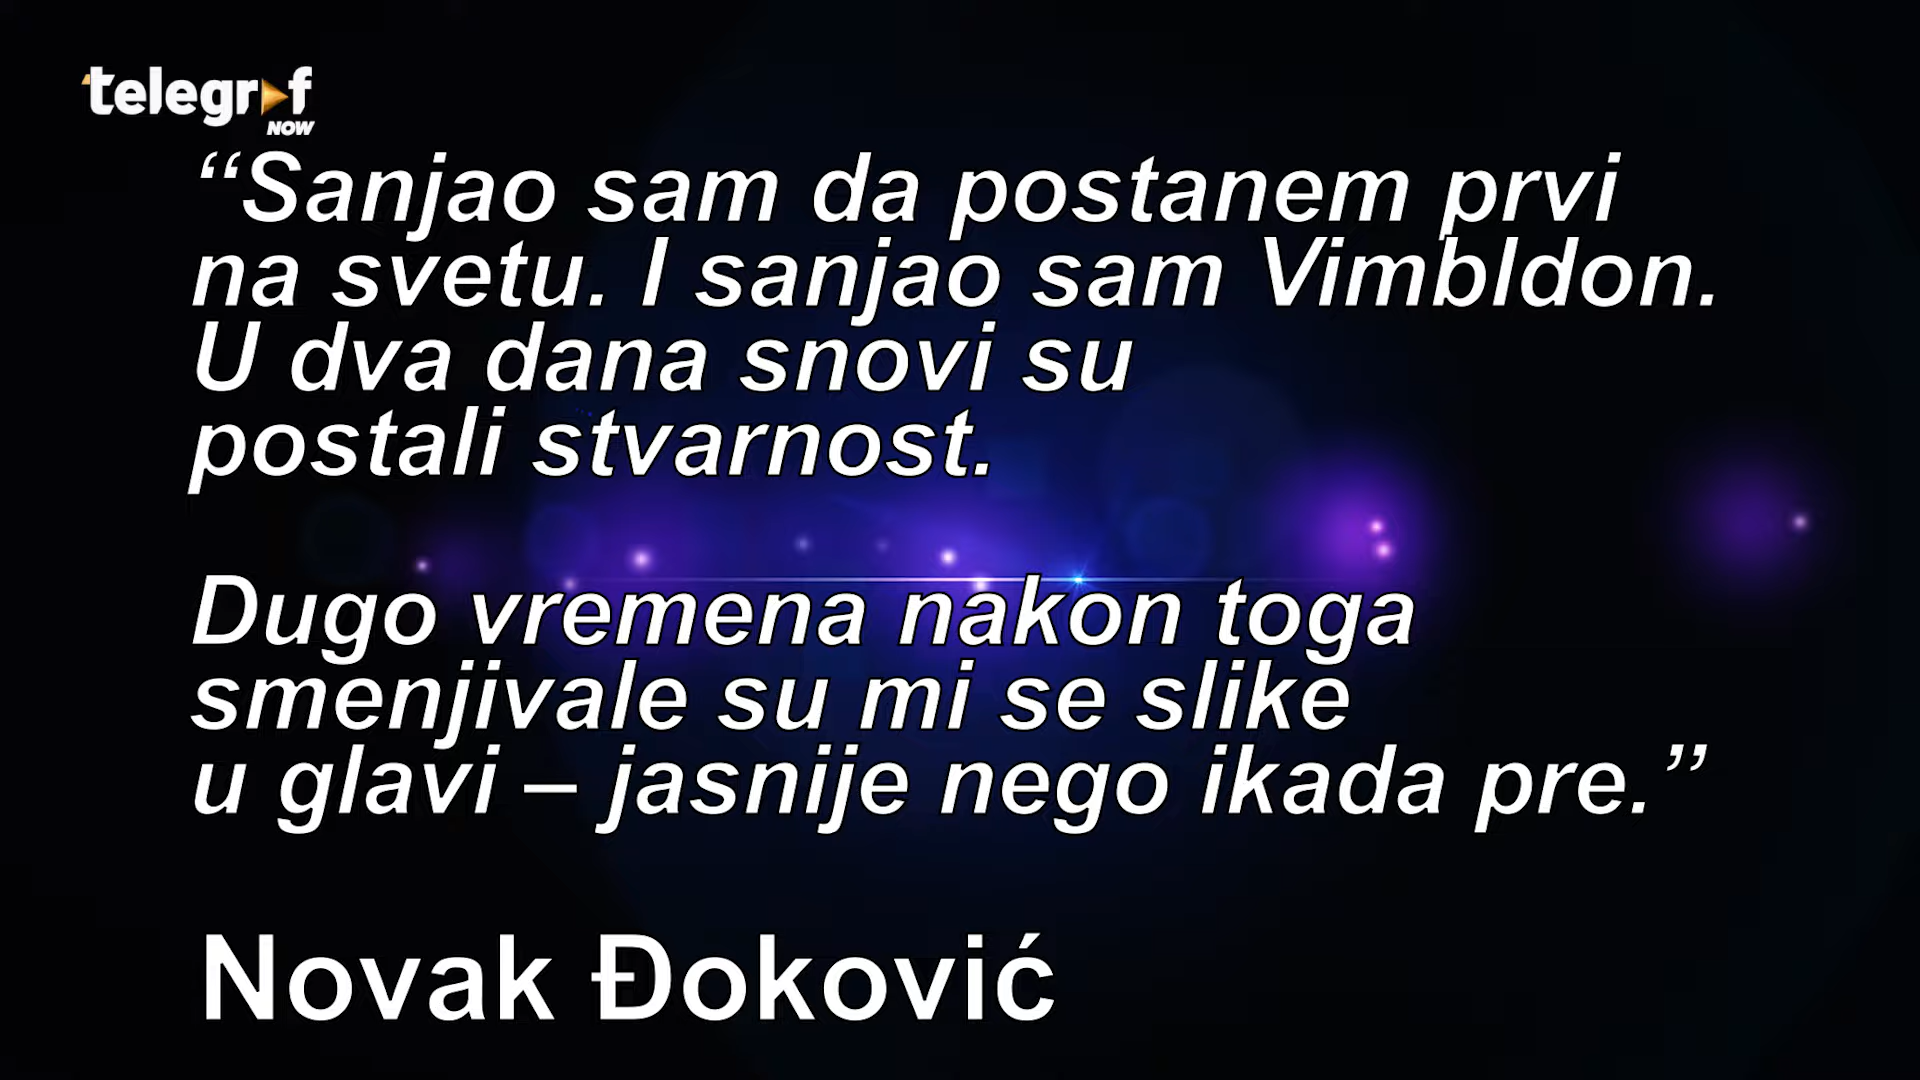 telegraf
NOW
“Sanjao sam da postanem prvi
na svetu. I sanjao sam Vimbldon.
U dva dana snovi su
postali stvarnost.
Dugo vremena nakon toga
smenjivale su mi se slike
u glavi – jasnije nego ikada pre.”
Novak Đoković